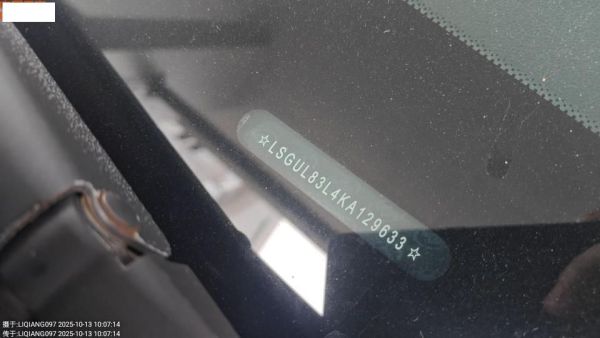 ☆LSGUL83L4KA129633☆
摄于:LIQIANG097 2025-10-13 10:07:14
传于:LIQIANG097 2025-10-13 10:07:14